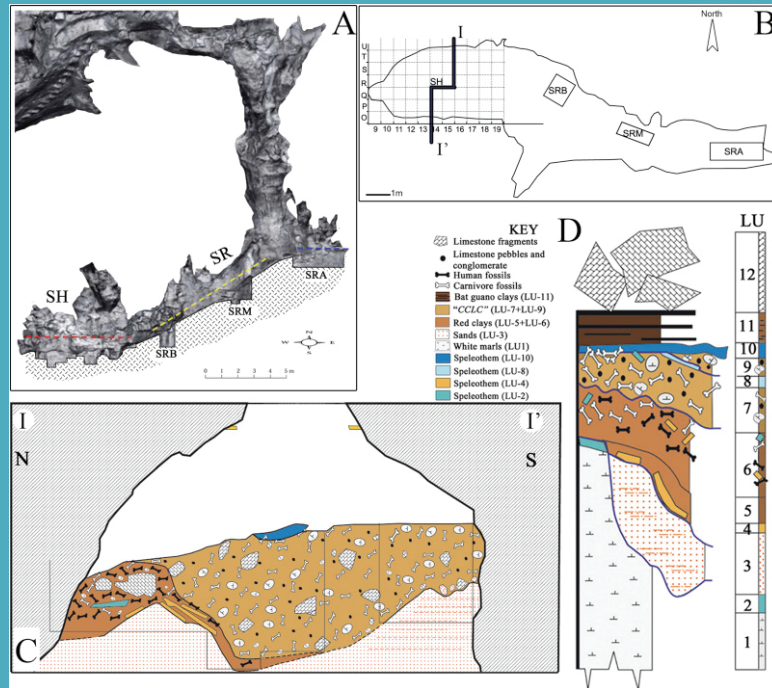 A
SH
SR
SRA
SRM
SRB
N
W
E
S
0 1 2 3 4 5 m
B
North
I
U
T
S
R
Q
P
O
SH
SRB
SRM
SRA
9 10 11 12 13 14 15 16 17 18 19
I'
1m
KEY
Limestone fragments
Limestone pebbles and conglomerate
Human fossils
Carnivore fossils
Bat guano clays (LU-11)
"CCLC" (LU-7+LU-9)
Red clays (LU-5+LU-6)
Sands (LU-3)
White marls (LU1)
Speleothem (LU-10)
Speleothem (LU-8)
Speleothem (LU-4)
Speleothem (LU-2)
D
LU
12
11
10
9
8
7
6
5
4
3
2
1
I
I'
N
S
C